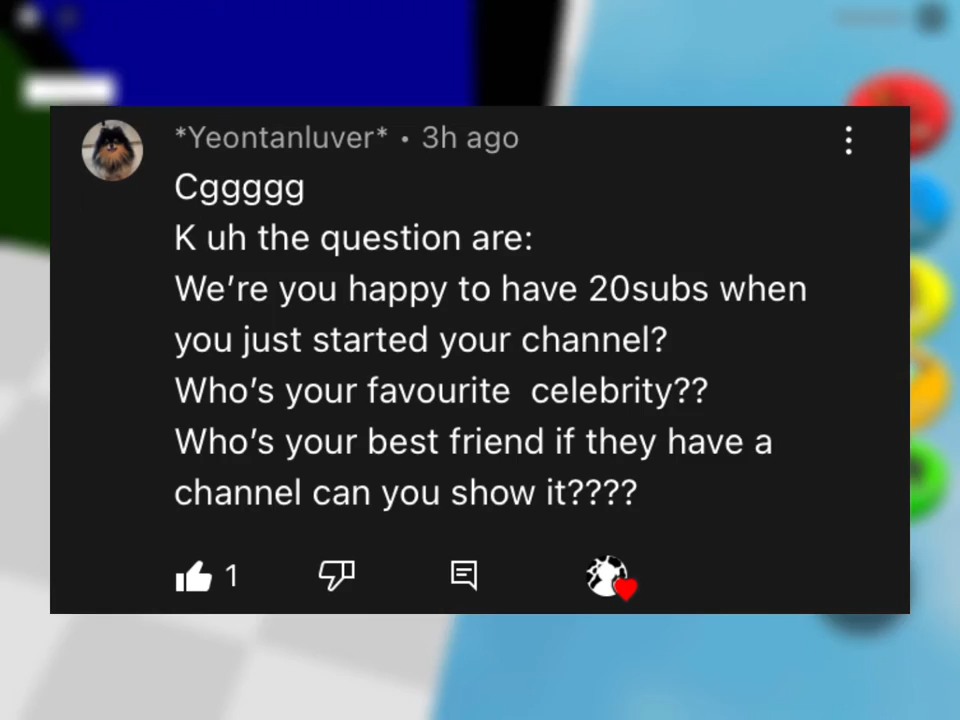 *Yeontanluver* • 3h ago
Cggggg
K uh the question are:
We're you happy to have 20subs when
you just started your channel?
Who's your favourite  celebrity??
Who's your best friend if they have a
channel can you show it????
1